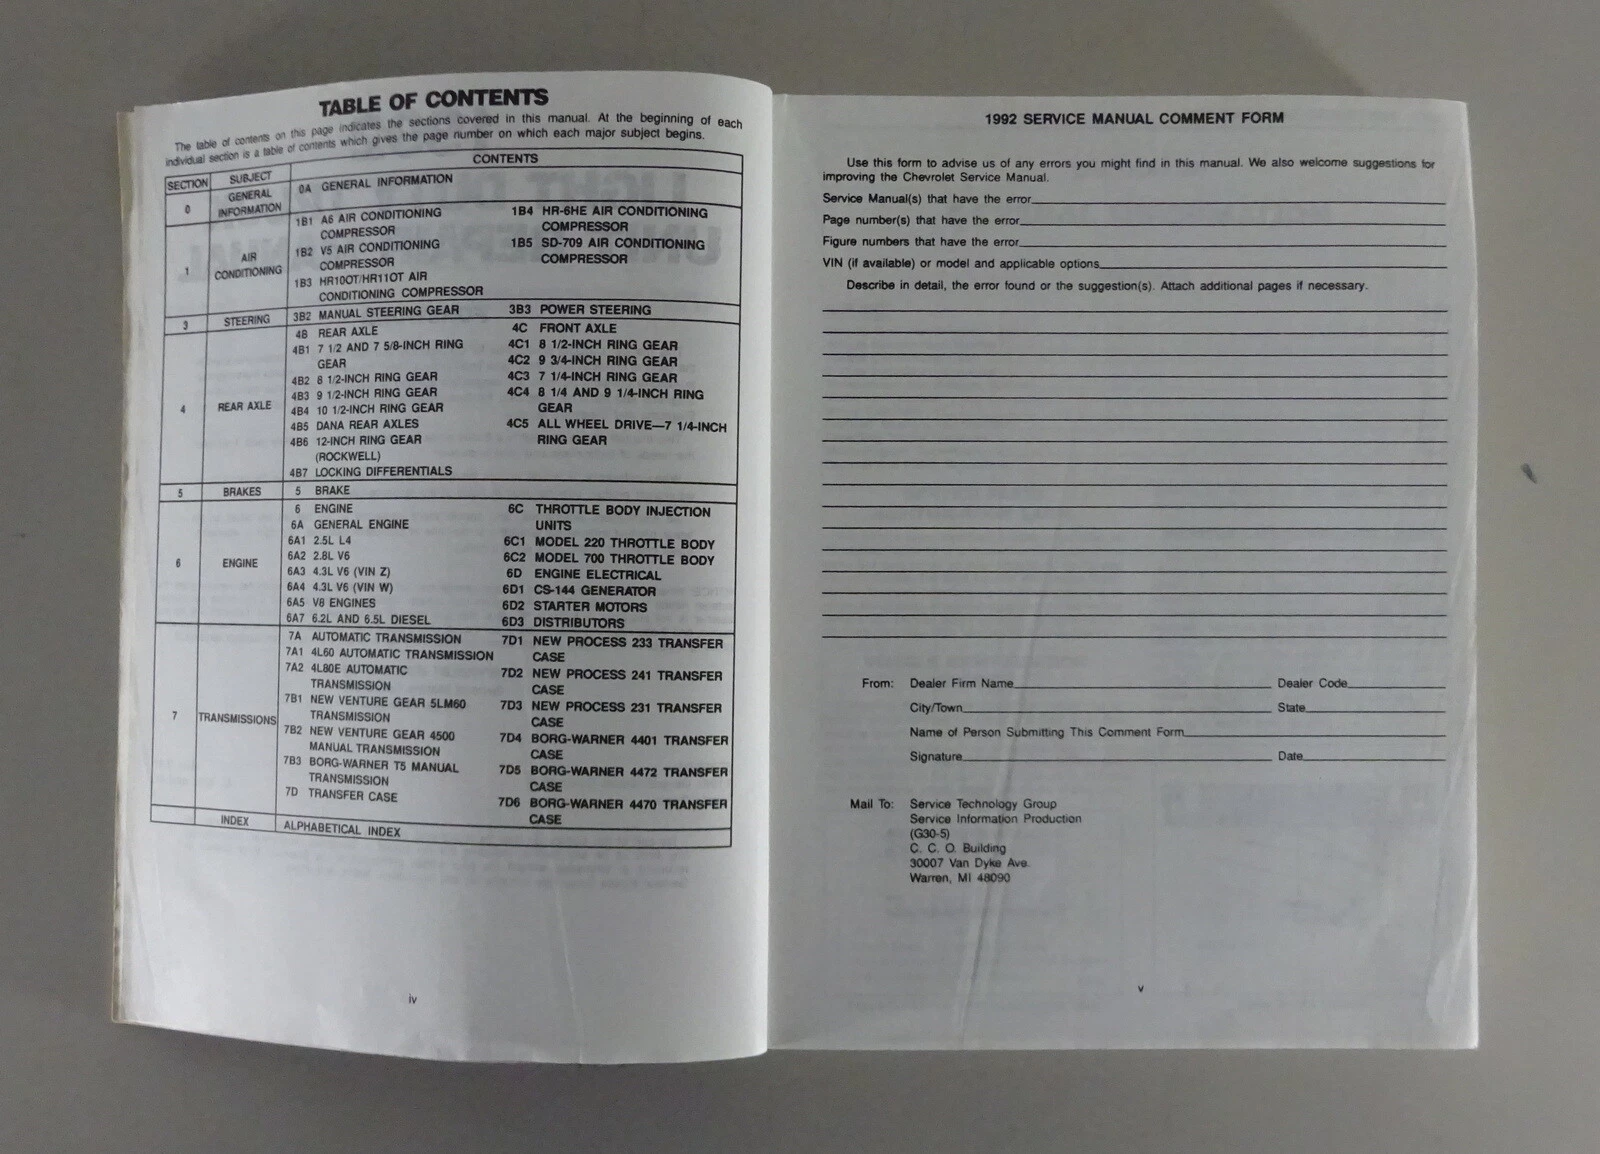 TABLE OF CONTENTS
The table of contents on this page indicates the sections covered in this manual. At the beginning of each
individual section is a table of contents which gives the page number on which each major subject begins.
SECTION SUBJECT CONTENTS
0 GENERAL INFORMATION
0A GENERAL INFORMATION
1 AIR CONDITIONING
1B1 A6 AIR CONDITIONING
COMPRESSOR
1B2 V5 AIR CONDITIONING
COMPRESSOR
1B3 HR10OT/HR11OT AIR
CONDITIONING COMPRESSOR
1B4 HR-6HE AIR CONDITIONING
COMPRESSOR
1B5 SD-709 AIR CONDITIONING
COMPRESSOR
3 STEERING
3B2 MANUAL STEERING GEAR
3B3 POWER STEERING
4 REAR AXLE
4B REAR AXLE
4B1 7 1/2 AND 7 5/8-INCH RING
GEAR
4B2 8 1/2-INCH RING GEAR
4B3 9 1/2-INCH RING GEAR
4B4 10 1/2-INCH RING GEAR
4B5 DANA REAR AXLES
4B6 12-INCH RING GEAR
(ROCKWELL)
4B7 LOCKING DIFFERENTIALS
4C FRONT AXLE
4C1 8 1/2-INCH RING GEAR
4C2 9 3/4-INCH RING GEAR
4C3 7 1/4-INCH RING GEAR
4C4 8 1/4 AND 9 1/4-INCH RING
GEAR
4C5 ALL WHEEL DRIVE—7 1/4-INCH
RING GEAR
5 BRAKES
5 BRAKE
6 ENGINE
6 ENGINE
6A GENERAL ENGINE
6A1 2.5L L4
6A2 2.8L V6
6A3 4.3L V6 (VIN Z)
6A4 4.3L V6 (VIN W)
6A5 V8 ENGINES
6A7 6.2L AND 6.5L DIESEL
6C THROTTLE BODY INJECTION
UNITS
6C1 MODEL 220 THROTTLE BODY
6C2 MODEL 700 THROTTLE BODY
6D ENGINE ELECTRICAL
6D1 CS-144 GENERATOR
6D2 STARTER MOTORS
6D3 DISTRIBUTORS
7 TRANSMISSIONS
7A AUTOMATIC TRANSMISSION
7A1 4L60 AUTOMATIC TRANSMISSION
7A2 4L80E AUTOMATIC
TRANSMISSION
7B1 NEW VENTURE GEAR 5LM60
TRANSMISSION
7B2 NEW VENTURE GEAR 4500
MANUAL TRANSMISSION
7B3 BORG-WARNER T5 MANUAL
TRANSMISSION
7D TRANSFER CASE
7D1 NEW PROCESS 233 TRANSFER
CASE
7D2 NEW PROCESS 241 TRANSFER
CASE
7D3 NEW PROCESS 231 TRANSFER
CASE
7D4 BORG-WARNER 4401 TRANSFER
CASE
7D5 BORG-WARNER 4472 TRANSFER
CASE
7D6 BORG-WARNER 4470 TRANSFER
CASE
INDEX ALPHABETICAL INDEX
iv
1992 SERVICE MANUAL COMMENT FORM
Use this form to advise us of any errors you might find in this manual. We also welcome suggestions for
improving the Chevrolet Service Manual.
Service Manual(s) that have the error
Page number(s) that have the error
Figure numbers that have the error
VIN (if available) or model and applicable options
Describe in detail, the error found or the suggestion(s). Attach additional pages if necessary.
From: Dealer Firm Name Dealer Code
City/Town State
Name of Person Submitting This Comment Form
Signature Date
Mail To: Service Technology Group
Service Information Production
(G30-5)
C. C. O. Building
30007 Van Dyke Ave.
Warren, MI 48090
v